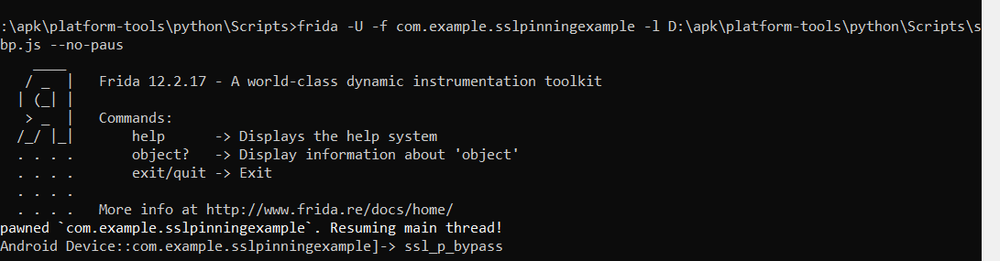 :\apk\platform-tools\python\Scripts>frida -U -f com.example.sslpinningexample -l D:\apk\platform-tools\python\Scripts\s
bp.js --no-paus
   ____
  / _  |   Frida 12.2.17 - A world-class dynamic instrumentation toolkit
 | (_| |
  > _  |   Commands:
 /_/ |_|       help      -> Displays the help system
 . . . .       object?   -> Display information about 'object'
 . . . .       exit/quit -> Exit
 . . . .
 . . . .   More info at http://www.frida.re/docs/home/
pawned `com.example.sslpinningexample`. Resuming main thread!
Android Device::com.example.sslpinningexample]-> ssl_p_bypass